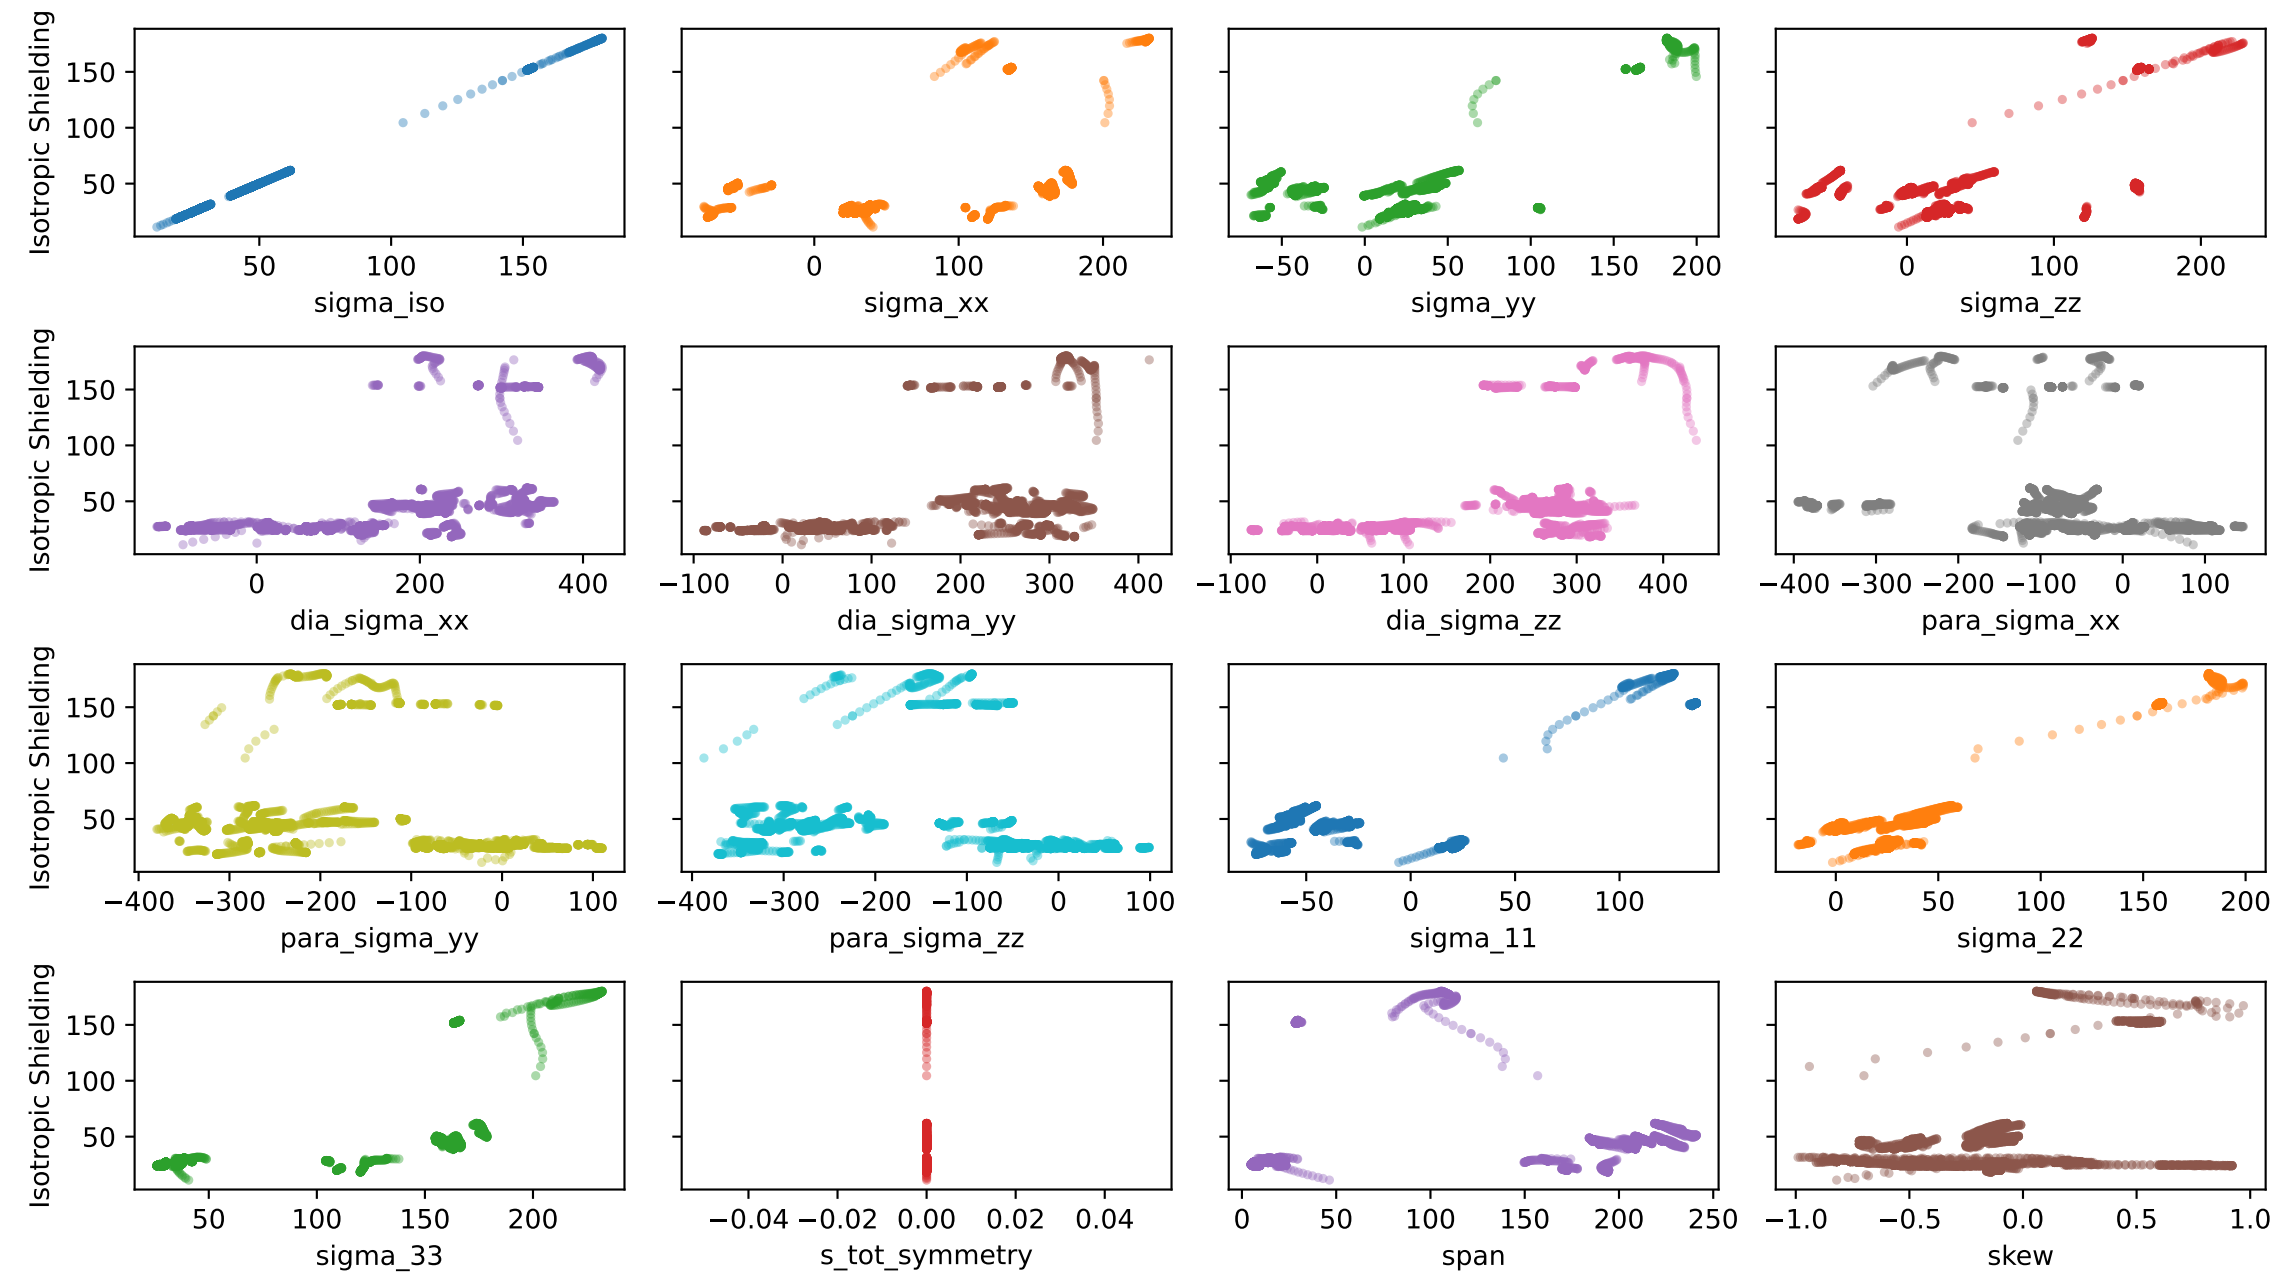 Isotropic Shielding
150
100
50
50 100 150
sigma_iso
0 100 200
sigma_xx
−50 0 50 100 150 200
sigma_yy
0 100 200
sigma_zz
Isotropic Shielding
150
100
50
0 200 400
dia_sigma_xx
−100 0 100 200 300 400
dia_sigma_yy
−100 0 100 200 300 400
dia_sigma_zz
−400 −300 −200 −100 0 100
para_sigma_xx
Isotropic Shielding
150
100
50
−400 −300 −200 −100 0 100
para_sigma_yy
−400 −300 −200 −100 0 100
para_sigma_zz
−50 0 50 100
sigma_11
0 50 100 150 200
sigma_22
Isotropic Shielding
150
100
50
50 100 150 200
sigma_33
−0.04 −0.02 0.00 0.02 0.04
s_tot_symmetry
0 50 100 150 200 250
span
−1.0 −0.5 0.0 0.5 1.0
skew